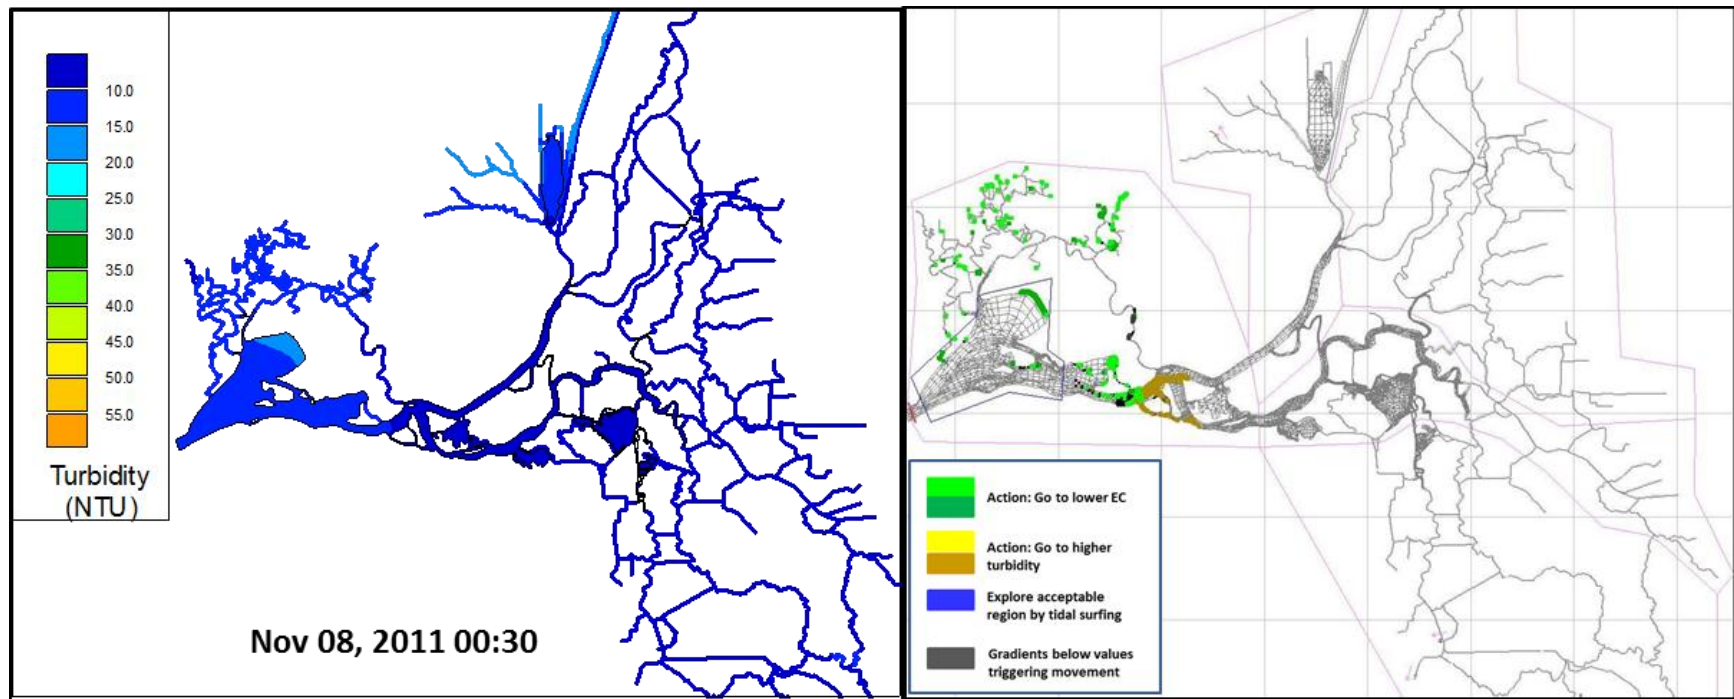 10.0
15.0
20.0
25.0
30.0
35.0
40.0
45.0
50.0
55.0
Turbidity
(NTU)
Nov 08, 2011 00:30
Action: Go to lower EC
Action: Go to higher
turbidity
Explore acceptable
region by tidal surfing
Gradients below values
triggering movement